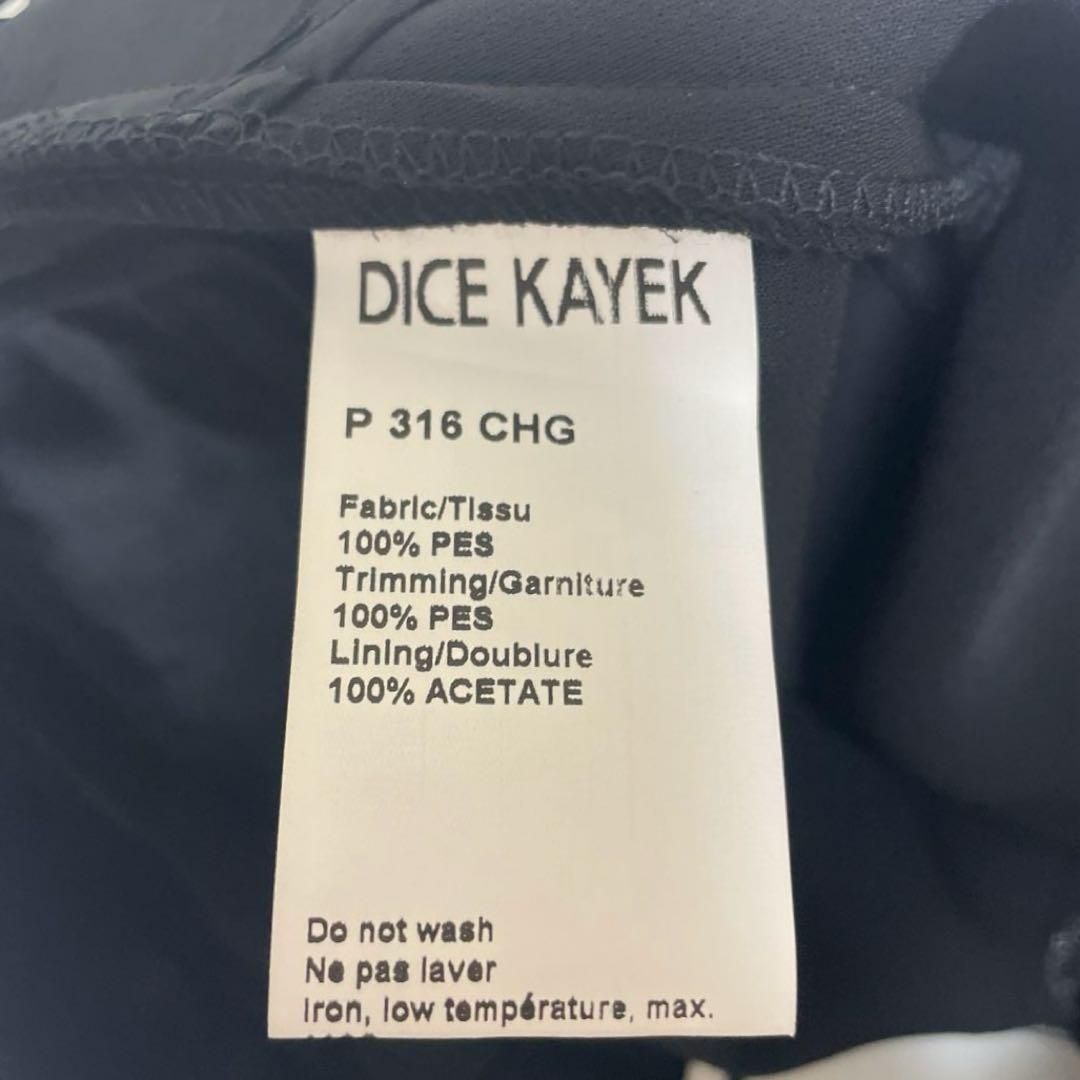 DICE KAYEK
P 316 CHG
Fabric/Tissu
100% PES
Trimming/Garniture
100% PES
Lining/Doublure
100% ACETATE
Do not wash
Ne pas laver
Iron, low température, max.